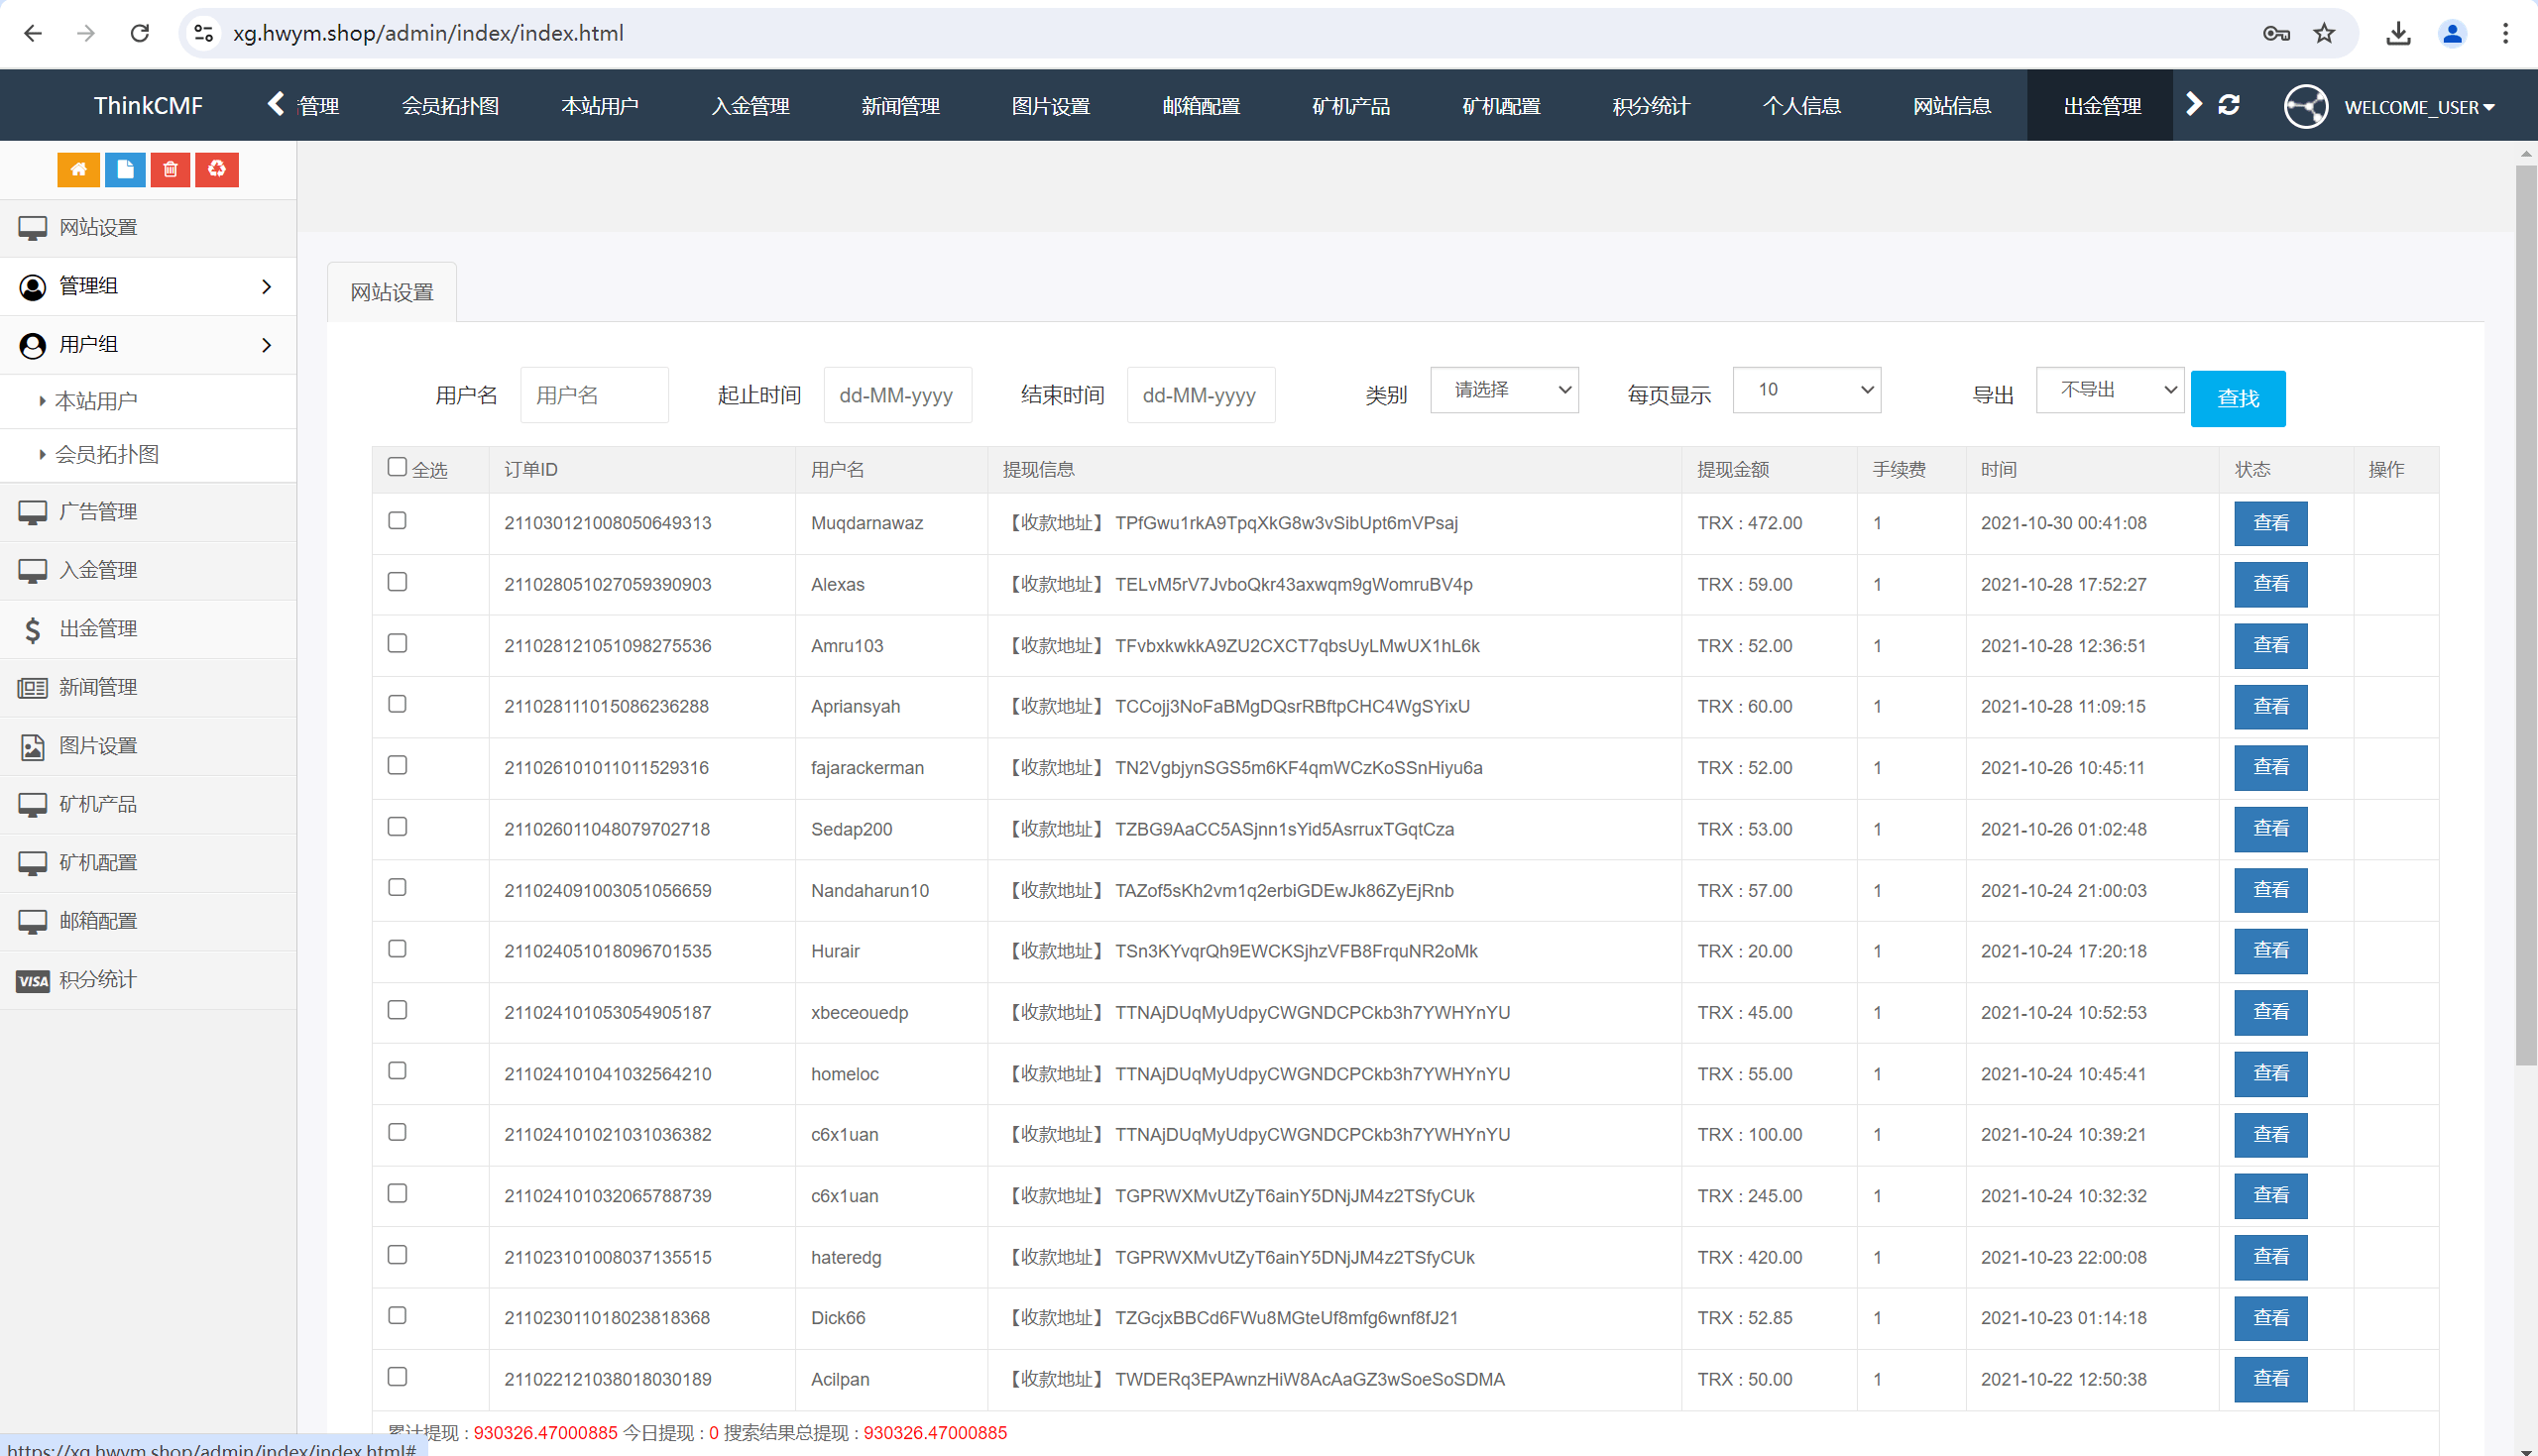 xg.hwym.shop/admin/index/index.html
ThinkCMF 管理 会员拓扑图 本站用户 入金管理 新闻管理 图片设置 邮箱配置 矿机产品 矿机配置 积分统计 个人信息 网站信息 出金管理 WELCOME_USER
网站设置
管理组
用户组
本站用户
会员拓扑图
广告管理
入金管理
出金管理
新闻管理
图片设置
矿机产品
矿机配置
邮箱配置
VISA 积分统计
网站设置
用户名 用户名 起止时间 dd-MM-yyyy 结束时间 dd-MM-yyyy 类别 请选择 每页显示 10 导出 不导出 查找
全选 订单ID 用户名 提现信息 提现金额 手续费 时间 状态 操作
211030121008050649313 Muqdarnawaz 【收款地址】 TPfGwu1rkA9TpqXkG8w3vSibUpt6mVPsaj TRX : 472.00 1 2021-10-30 00:41:08 查看
211028051027059390903 Alexas 【收款地址】 TELvM5rV7JvboQkr43axwqm9gWomruBV4p TRX : 59.00 1 2021-10-28 17:52:27 查看
211028121051098275536 Amru103 【收款地址】 TFvbxkwkkA9ZU2CXCT7qbsUyLMwUX1hL6k TRX : 52.00 1 2021-10-28 12:36:51 查看
211028111015086236288 Apriansyah 【收款地址】 TCCojj3NoFaBMgDQsrRBftpCHC4WgSYixU TRX : 60.00 1 2021-10-28 11:09:15 查看
211026101011011529316 fajarackerman 【收款地址】 TN2VgbjynSGS5m6KF4qmWCzKoSSnHiyu6a TRX : 52.00 1 2021-10-26 10:45:11 查看
211026011048079702718 Sedap200 【收款地址】 TZBG9AaCC5ASjnn1sYid5AsrruxTGqtCza TRX : 53.00 1 2021-10-26 01:02:48 查看
211024091003051056659 Nandaharun10 【收款地址】 TAZof5sKh2vm1q2erbiGDEwJk86ZyEjRnb TRX : 57.00 1 2021-10-24 21:00:03 查看
211024051018096701535 Hurair 【收款地址】 TSn3KYvqrQh9EWCKSjhzVFB8FrquNR2oMk TRX : 20.00 1 2021-10-24 17:20:18 查看
211024101053054905187 xbeceouedp 【收款地址】 TTNAjDUqMyUdpyCWGNDCPCkb3h7YWHYnYU TRX : 45.00 1 2021-10-24 10:52:53 查看
211024101041032564210 homeloc 【收款地址】 TTNAjDUqMyUdpyCWGNDCPCkb3h7YWHYnYU TRX : 55.00 1 2021-10-24 10:45:41 查看
211024101021031036382 c6x1uan 【收款地址】 TTNAjDUqMyUdpyCWGNDCPCkb3h7YWHYnYU TRX : 100.00 1 2021-10-24 10:39:21 查看
211024101032065788739 c6x1uan 【收款地址】 TGPRWXMvUtZyT6ainY5DNjJM4z2TSfyCUk TRX : 245.00 1 2021-10-24 10:32:32 查看
211023101008037135515 hateredg 【收款地址】 TGPRWXMvUtZyT6ainY5DNjJM4z2TSfyCUk TRX : 420.00 1 2021-10-23 22:00:08 查看
211023011018023818368 Dick66 【收款地址】 TZGcjxBBCd6FWu8MGteUf8mfg6wnf8fJ21 TRX : 52.85 1 2021-10-23 01:14:18 查看
211022121038018030189 Acilpan 【收款地址】 TWDERq3EPAwnzHiW8AcAaGZ3wSoeSoSDMA TRX : 50.00 1 2021-10-22 12:50:38 查看
累计提现 : 930326.47000885 今日提现 : 0 搜索结果总提现 : 930326.47000885
https://xg.hwym.shop/admin/index/index.html#